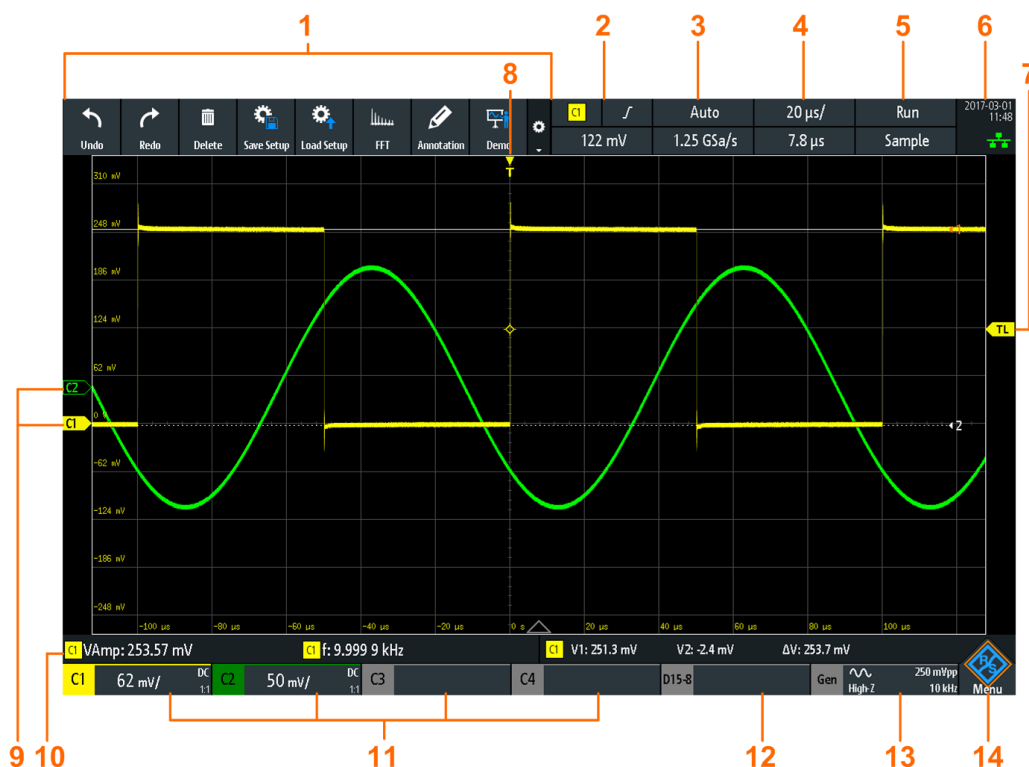 1 2 3 4 5 6
7
8
C1 Auto 20 µs/ Run 2017-03-01
11:48
Undo Redo Delete Save Setup Load Setup FFT Annotation Demo
122 mV 1.25 GSa/s 7.8 µs Sample
T
310 mV
248 mV
1
186 mV
124 mV
TL
62 mV
C2
0 V
C1
2
-62 mV
-124 mV
-186 mV
-248 mV
-100 µs -80 µs -60 µs -40 µs -20 µs 0 s 20 µs 40 µs 60 µs 80 µs 100 µs
C1 VAmp: 253.57 mV C1 f: 9.999 9 kHz C1 V1: 251.3 mV V2: -2.4 mV ΔV: 253.7 mV
C1 62 mV/ DC 1:1 C2 50 mV/ DC 1:1 C3 C4 D15-8 Gen High-Z 250 mVpp 10 kHz R&S Menu
9 10 11 12 13 14